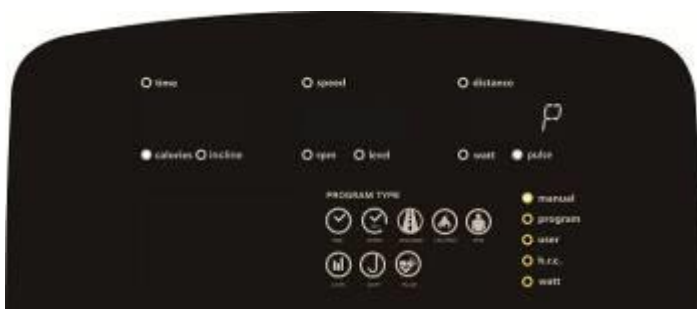 time speed distance
P
calories incline rpm level watt pulse
PROGRAM TYPE
manual
program
user
h.r.c.
watt